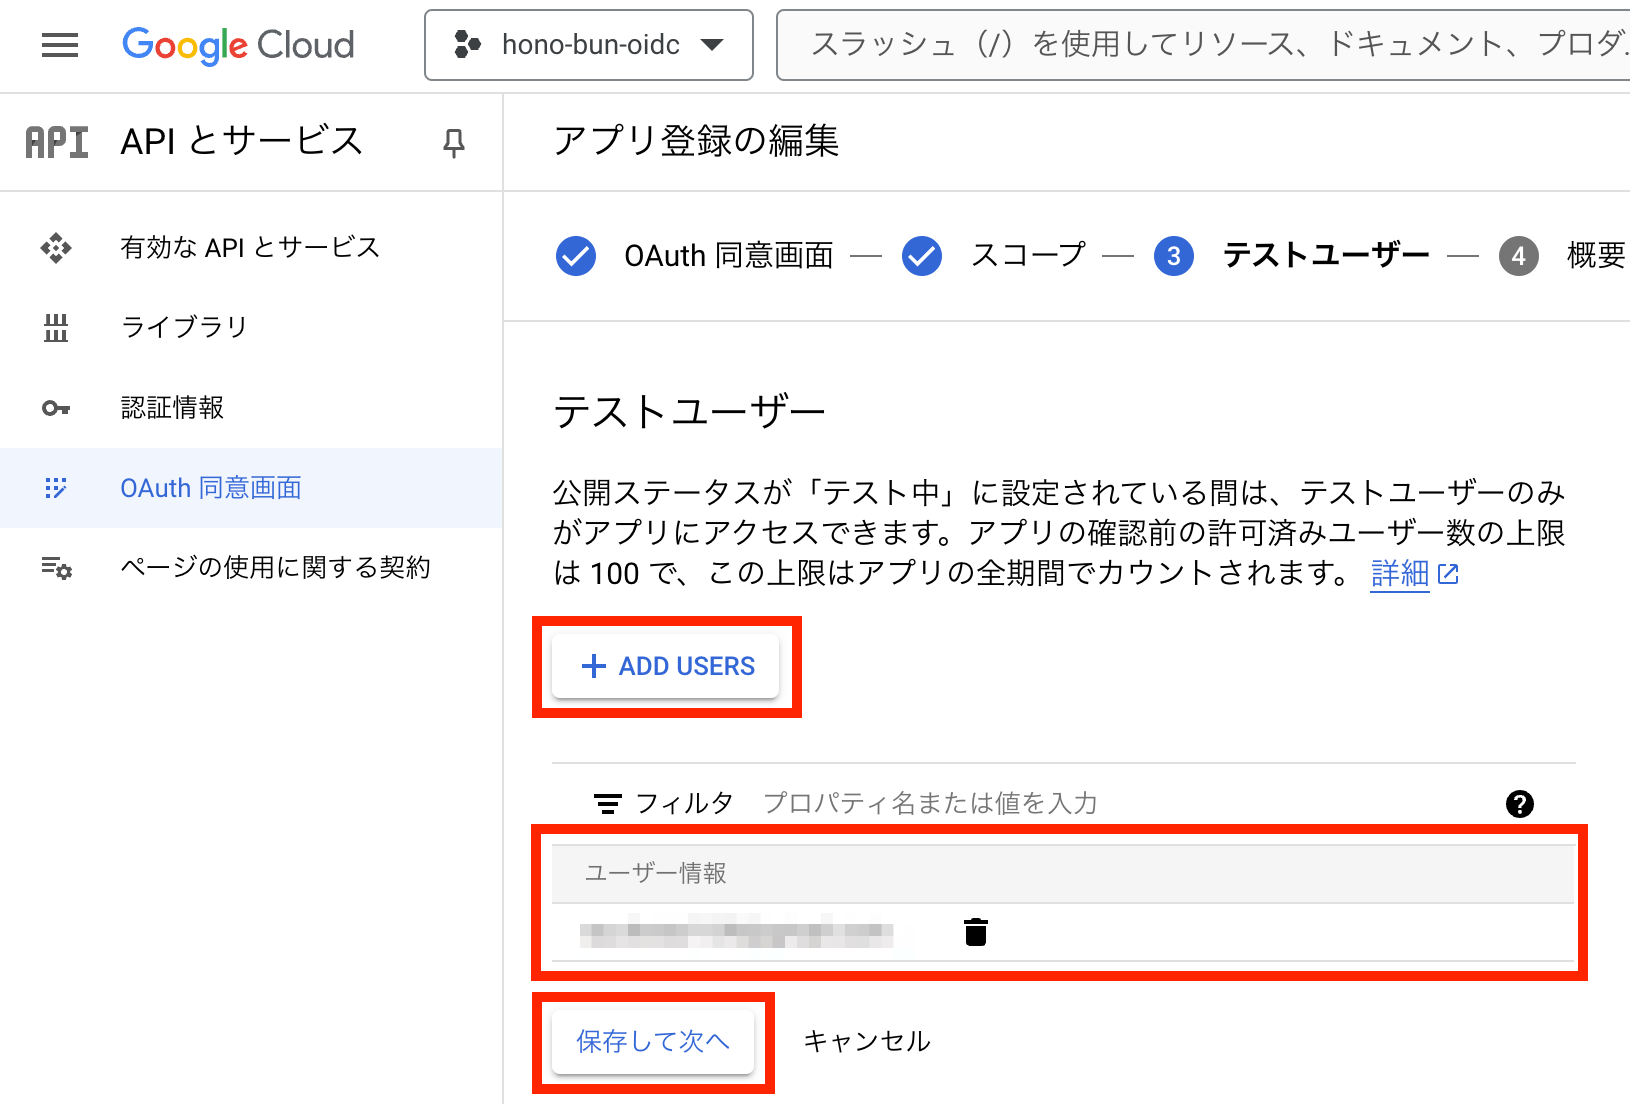 Google Cloud
hono-bun-oidc
スラッシュ（/）を使用してリソース、ドキュメント、プロダ...
API
API とサービス
アプリ登録の編集
有効な API とサービス
ライブラリ
認証情報
OAuth 同意画面
ページの使用に関する契約
OAuth 同意画面
スコープ
3 テストユーザー
4 概要
テストユーザー
公開ステータスが「テスト中」に設定されている間は、テストユーザーのみ
がアプリにアクセスできます。アプリの確認前の許可済みユーザー数の上限
は 100 で、この上限はアプリの全期間でカウントされます。 詳細
+ ADD USERS
フィルタ プロパティ名または値を入力
ユーザー情報
保存して次へ
キャンセル